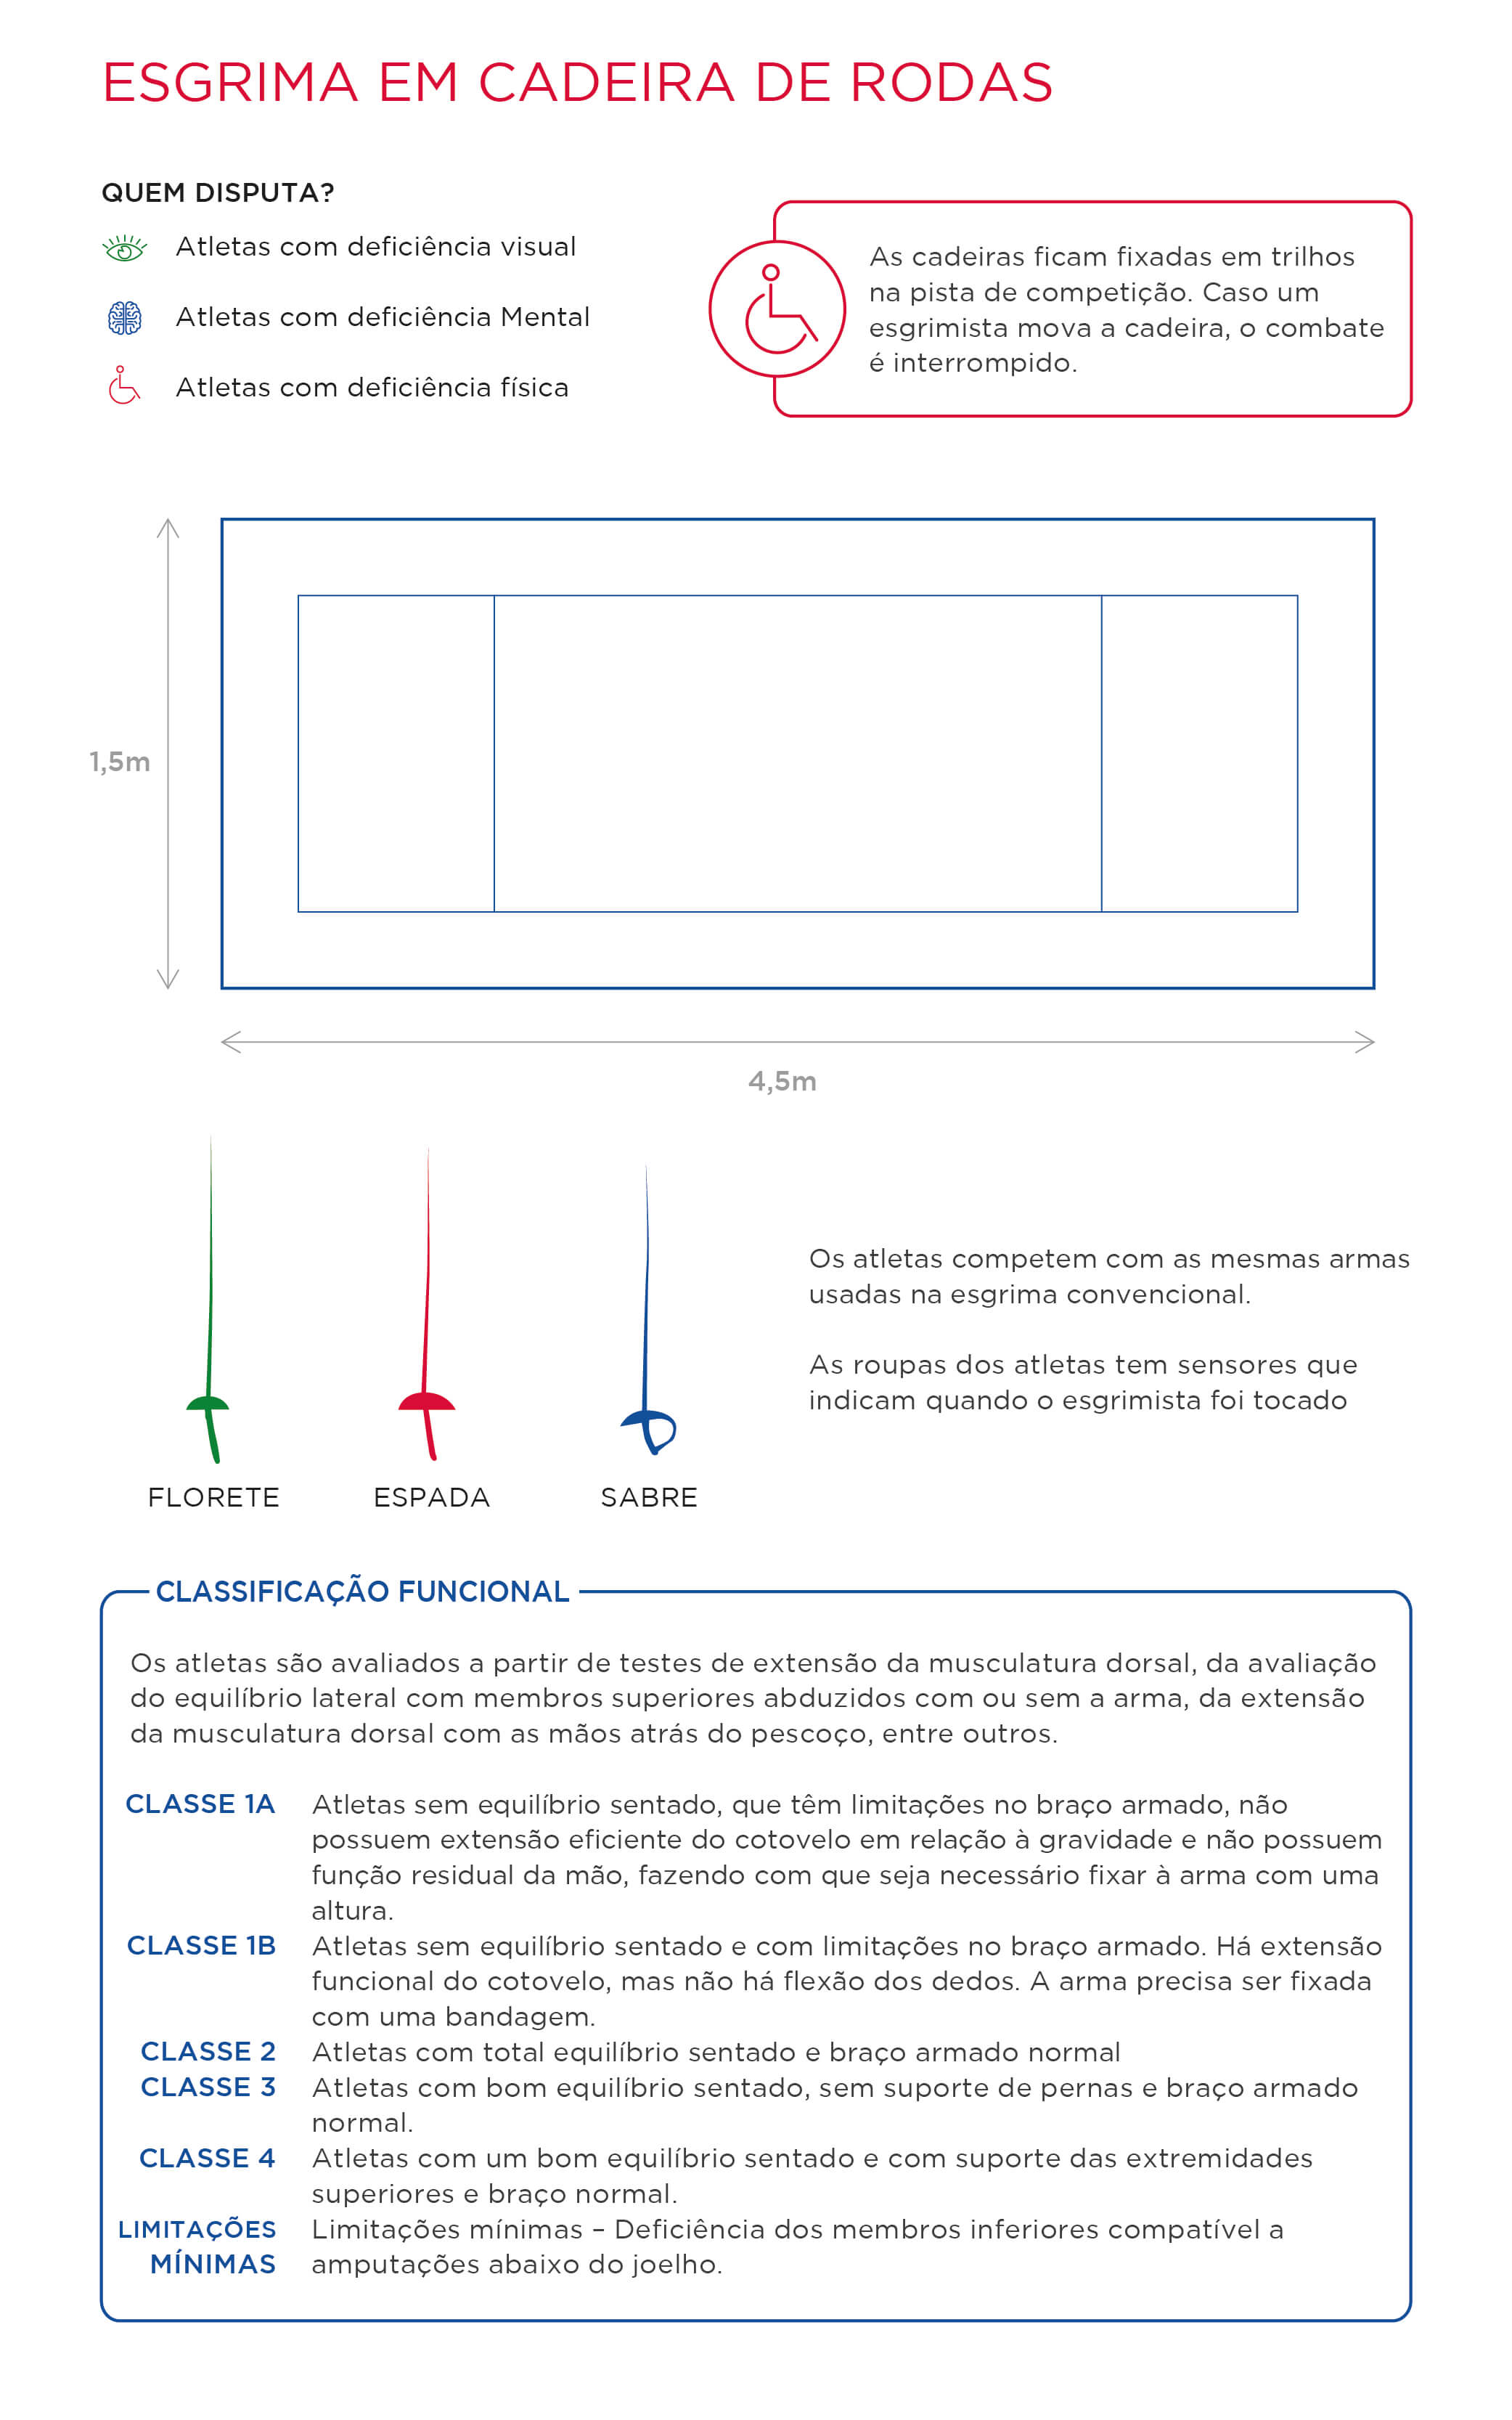 ESGRIMA EM CADEIRA DE RODAS
QUEM DISPUTA?
Atletas com deficiência visual
Atletas com deficiência Mental
Atletas com deficiência física
As cadeiras ficam fixadas em trilhos
na pista de competição. Caso um
esgrimista mova a cadeira, o combate
é interrompido.
1,5m
4,5m
FLORETE
ESPADA
SABRE
Os atletas competem com as mesmas armas
usadas na esgrima convencional.
As roupas dos atletas tem sensores que
indicam quando o esgrimista foi tocado
CLASSIFICAÇÃO FUNCIONAL
Os atletas são avaliados a partir de testes de extensão da musculatura dorsal, da avaliação
do equilíbrio lateral com membros superiores abduzidos com ou sem a arma, da extensão
da musculatura dorsal com as mãos atrás do pescoço, entre outros.
CLASSE 1A Atletas sem equilíbrio sentado, que têm limitações no braço armado, não
possuem extensão eficiente do cotovelo em relação à gravidade e não possuem
função residual da mão, fazendo com que seja necessário fixar à arma com uma
altura.
CLASSE 1B Atletas sem equilíbrio sentado e com limitações no braço armado. Há extensão
funcional do cotovelo, mas não há flexão dos dedos. A arma precisa ser fixada
com uma bandagem.
CLASSE 2 Atletas com total equilíbrio sentado e braço armado normal
CLASSE 3 Atletas com bom equilíbrio sentado, sem suporte de pernas e braço armado
normal.
CLASSE 4 Atletas com um bom equilíbrio sentado e com suporte das extremidades
superiores e braço normal.
LIMITAÇÕES Limitações mínimas – Deficiência dos membros inferiores compatível a
MÍNIMAS amputações abaixo do joelho.